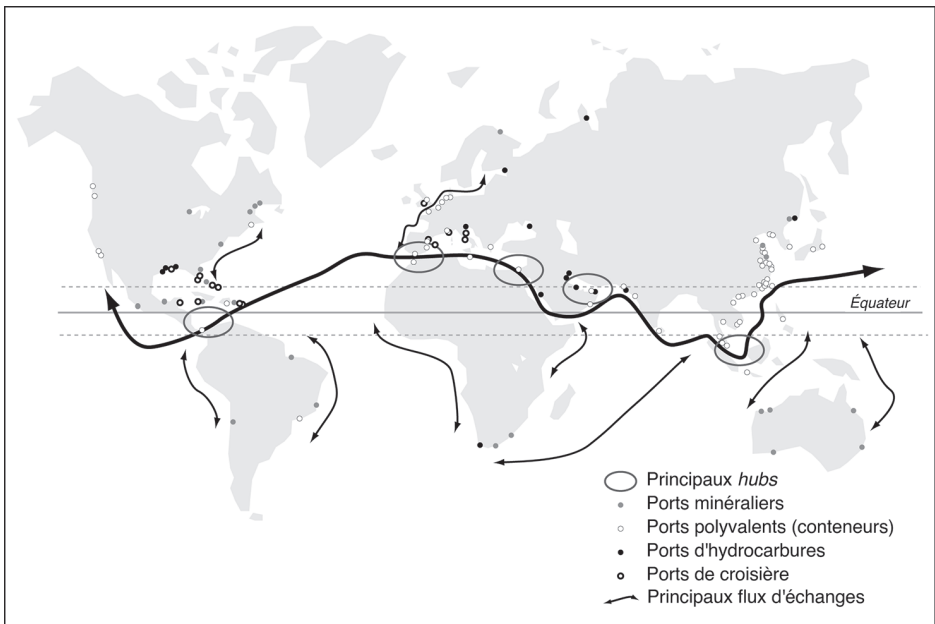 Équateur
Principaux hubs
Ports minéraliers
Ports polyvalents (conteneurs)
Ports d'hydrocarbures
Ports de croisière
Principaux flux d'échanges